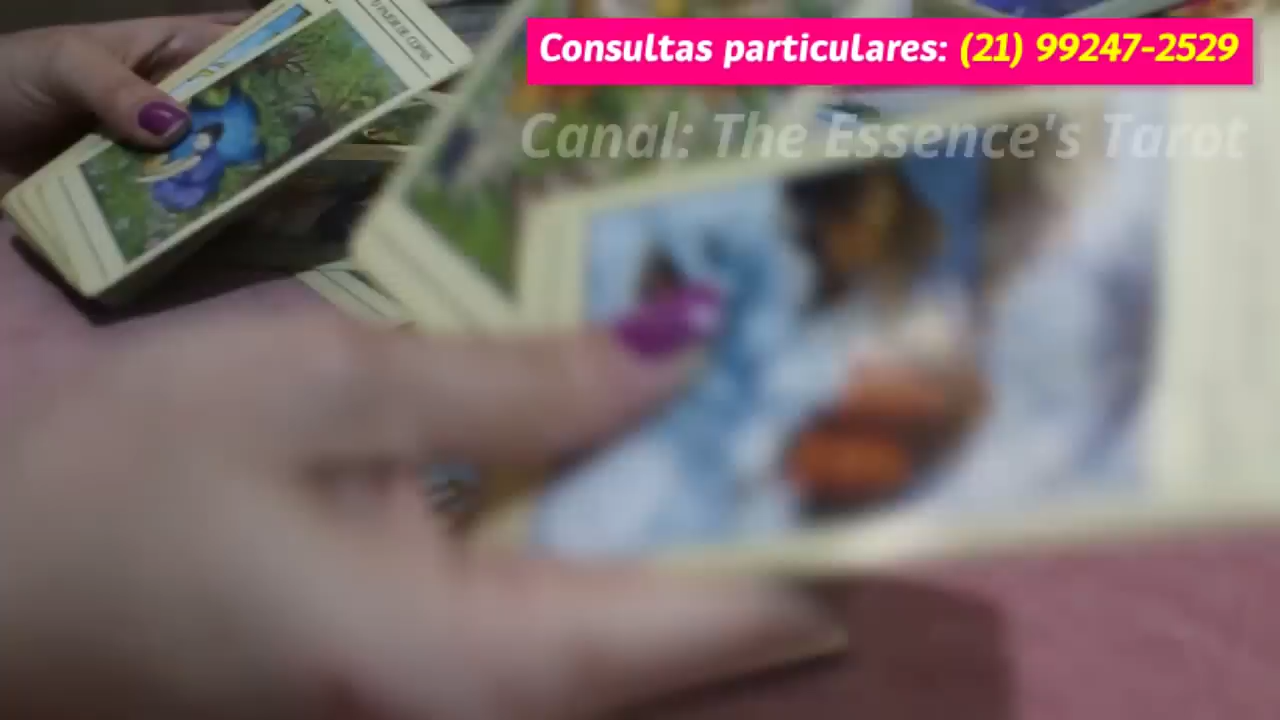 Consultas particulares: (21) 99247-2529
Canal: The Essence's Tarot